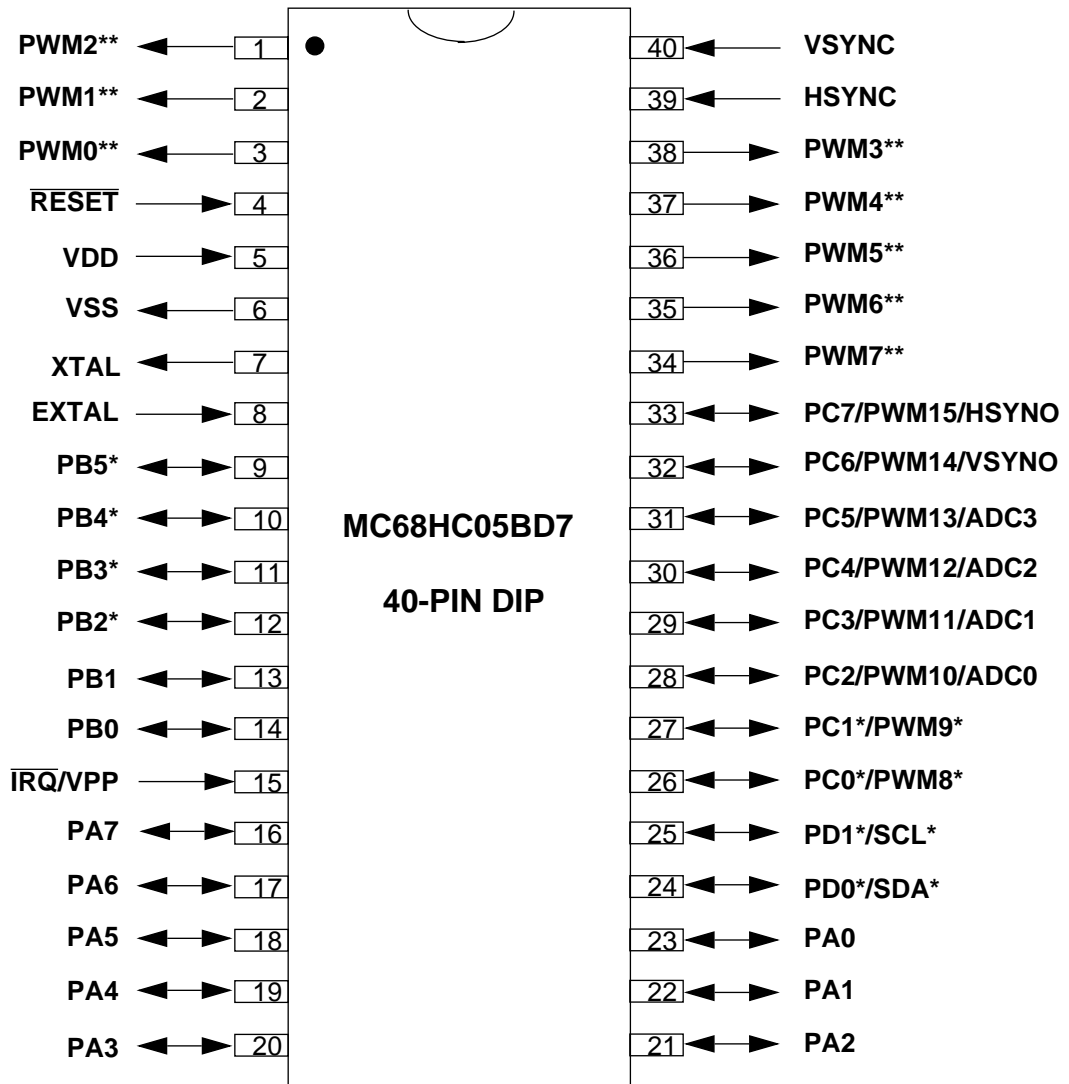 PWM2** 1 40 VSYNC
PWM1** 2 39 HSYNC
PWM0** 3 38 PWM3**
R̅E̅S̅E̅T̅ 4 37 PWM4**
VDD 5 36 PWM5**
VSS 6 35 PWM6**
XTAL 7 34 PWM7**
EXTAL 8 33 PC7/PWM15/HSYNO
PB5* 9 32 PC6/PWM14/VSYNO
PB4* 10 MC68HC05BD7 31 PC5/PWM13/ADC3
PB3* 11 30 PC4/PWM12/ADC2
40-PIN DIP
PB2* 12 29 PC3/PWM11/ADC1
PB1 13 28 PC2/PWM10/ADC0
PB0 14 27 PC1*/PWM9*
I̅R̅Q̅/VPP 15 26 PC0*/PWM8*
PA7 16 25 PD1*/SCL*
PA6 17 24 PD0*/SDA*
PA5 18 23 PA0
PA4 19 22 PA1
PA3 20 21 PA2